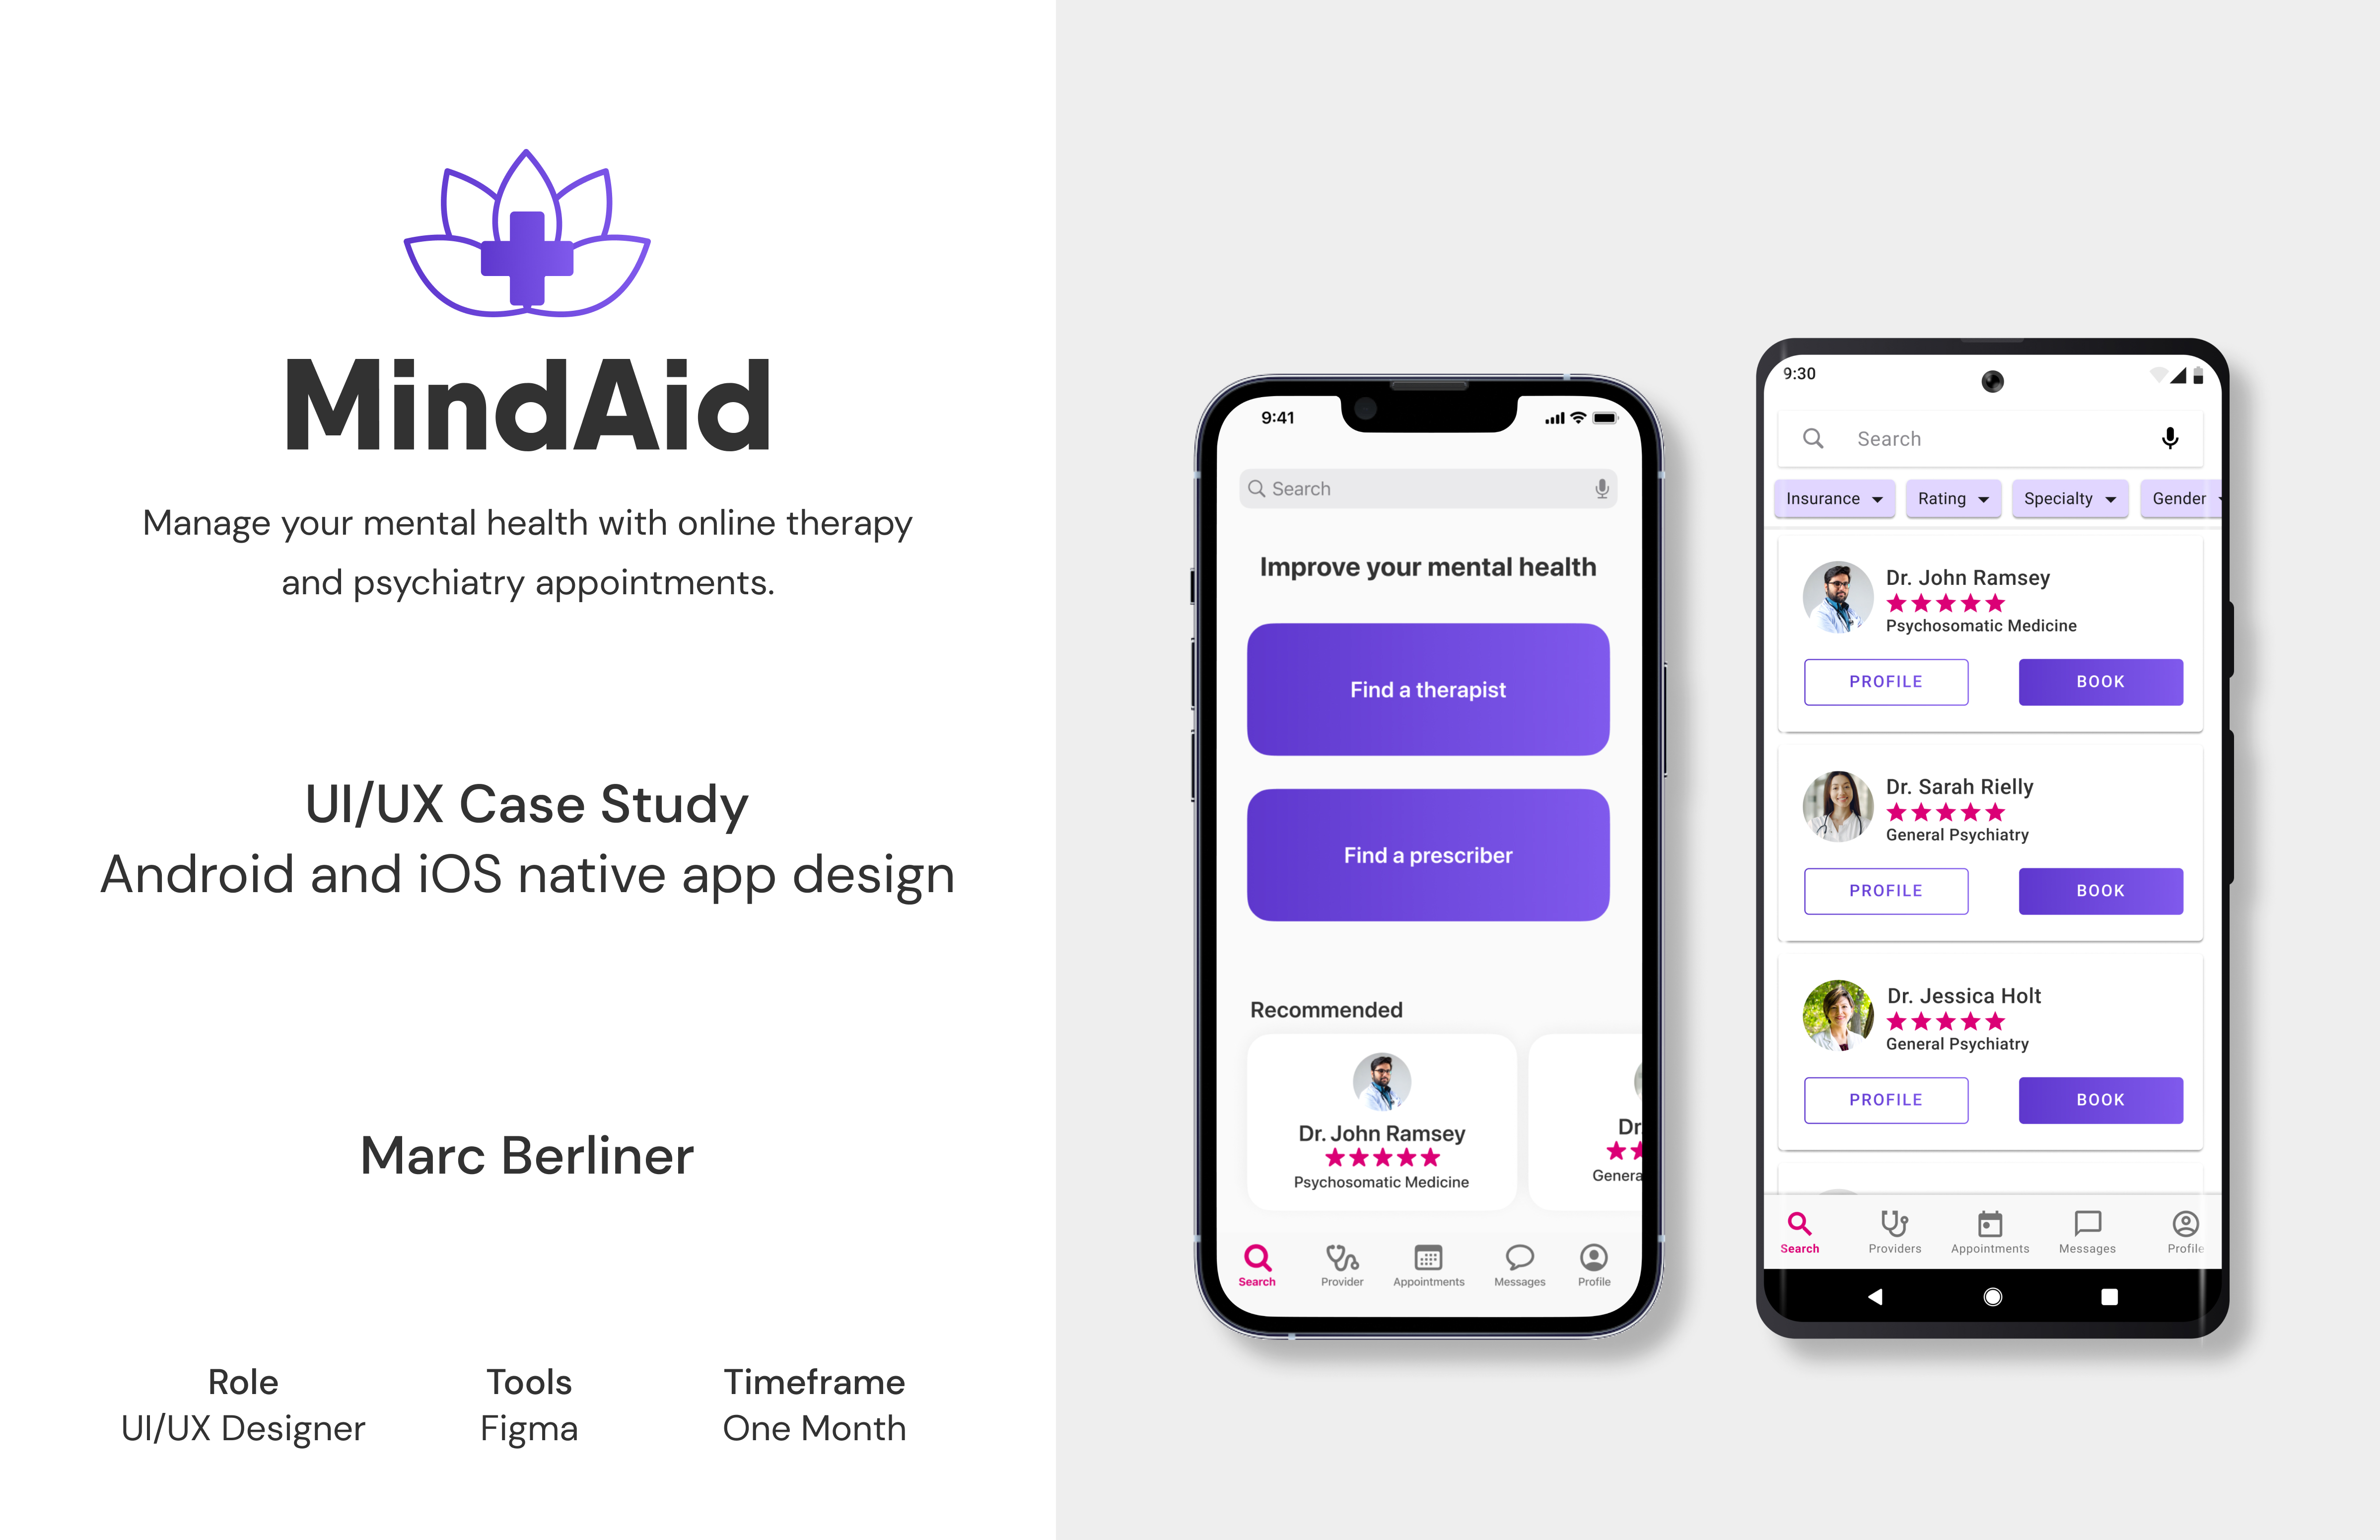 MindAid
Manage your mental health with online therapy
and psychiatry appointments.
UI/UX Case Study
Android and iOS native app design
Marc Berliner
Role
UI/UX Designer
Tools
Figma
Timeframe
One Month
9:41
Search
Improve your mental health
Find a therapist
Find a prescriber
Recommended
Dr. John Ramsey
Psychosomatic Medicine
Dr.
Genera
Search Provider Appointments Messages Profile
9:30
Search
Insurance Rating Specialty Gender
Dr. John Ramsey
Psychosomatic Medicine
PROFILE BOOK
Dr. Sarah Rielly
General Psychiatry
PROFILE BOOK
Dr. Jessica Holt
General Psychiatry
PROFILE BOOK
Search Providers Appointments Messages Profile